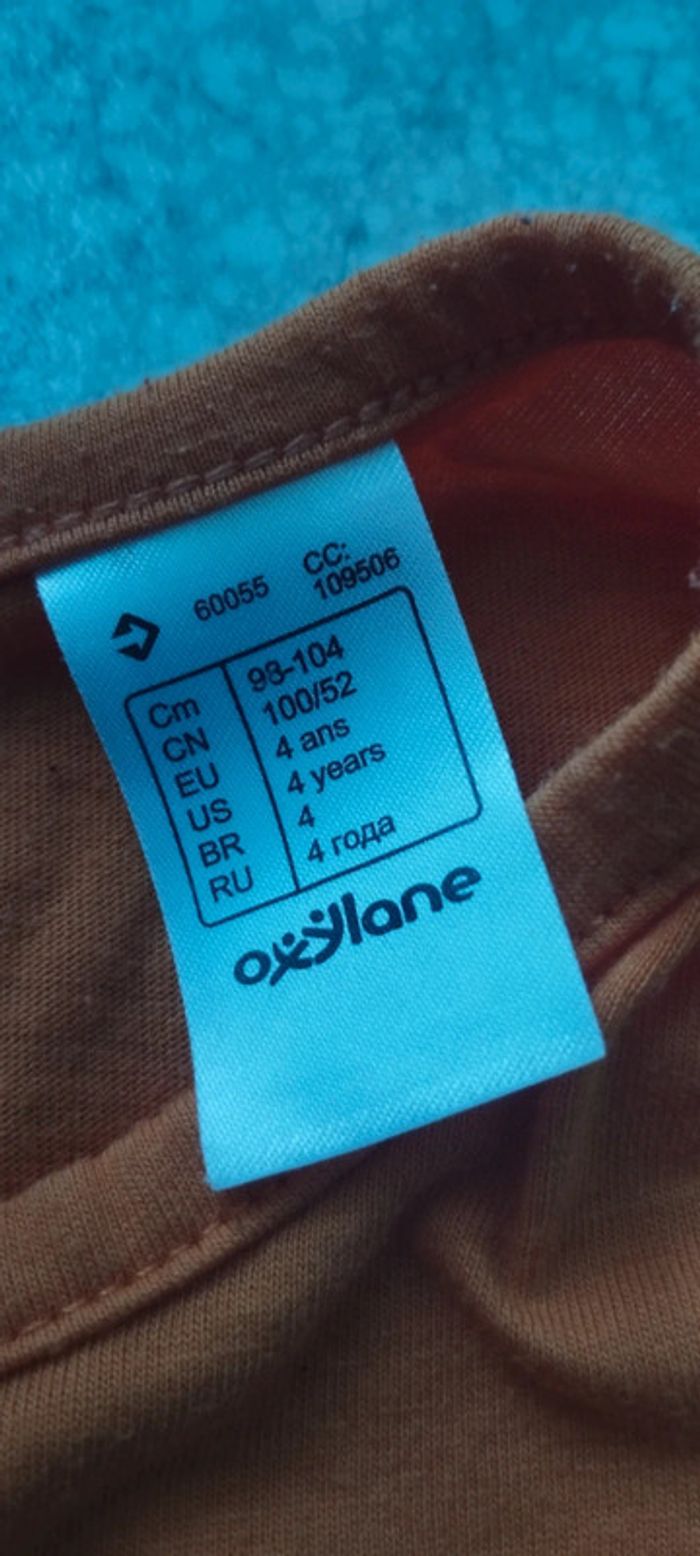 60055 CC:
109506
Cm 98-104
CN 100/52
EU 4 ans
US 4 years
BR 4
RU 4 года
oxylane